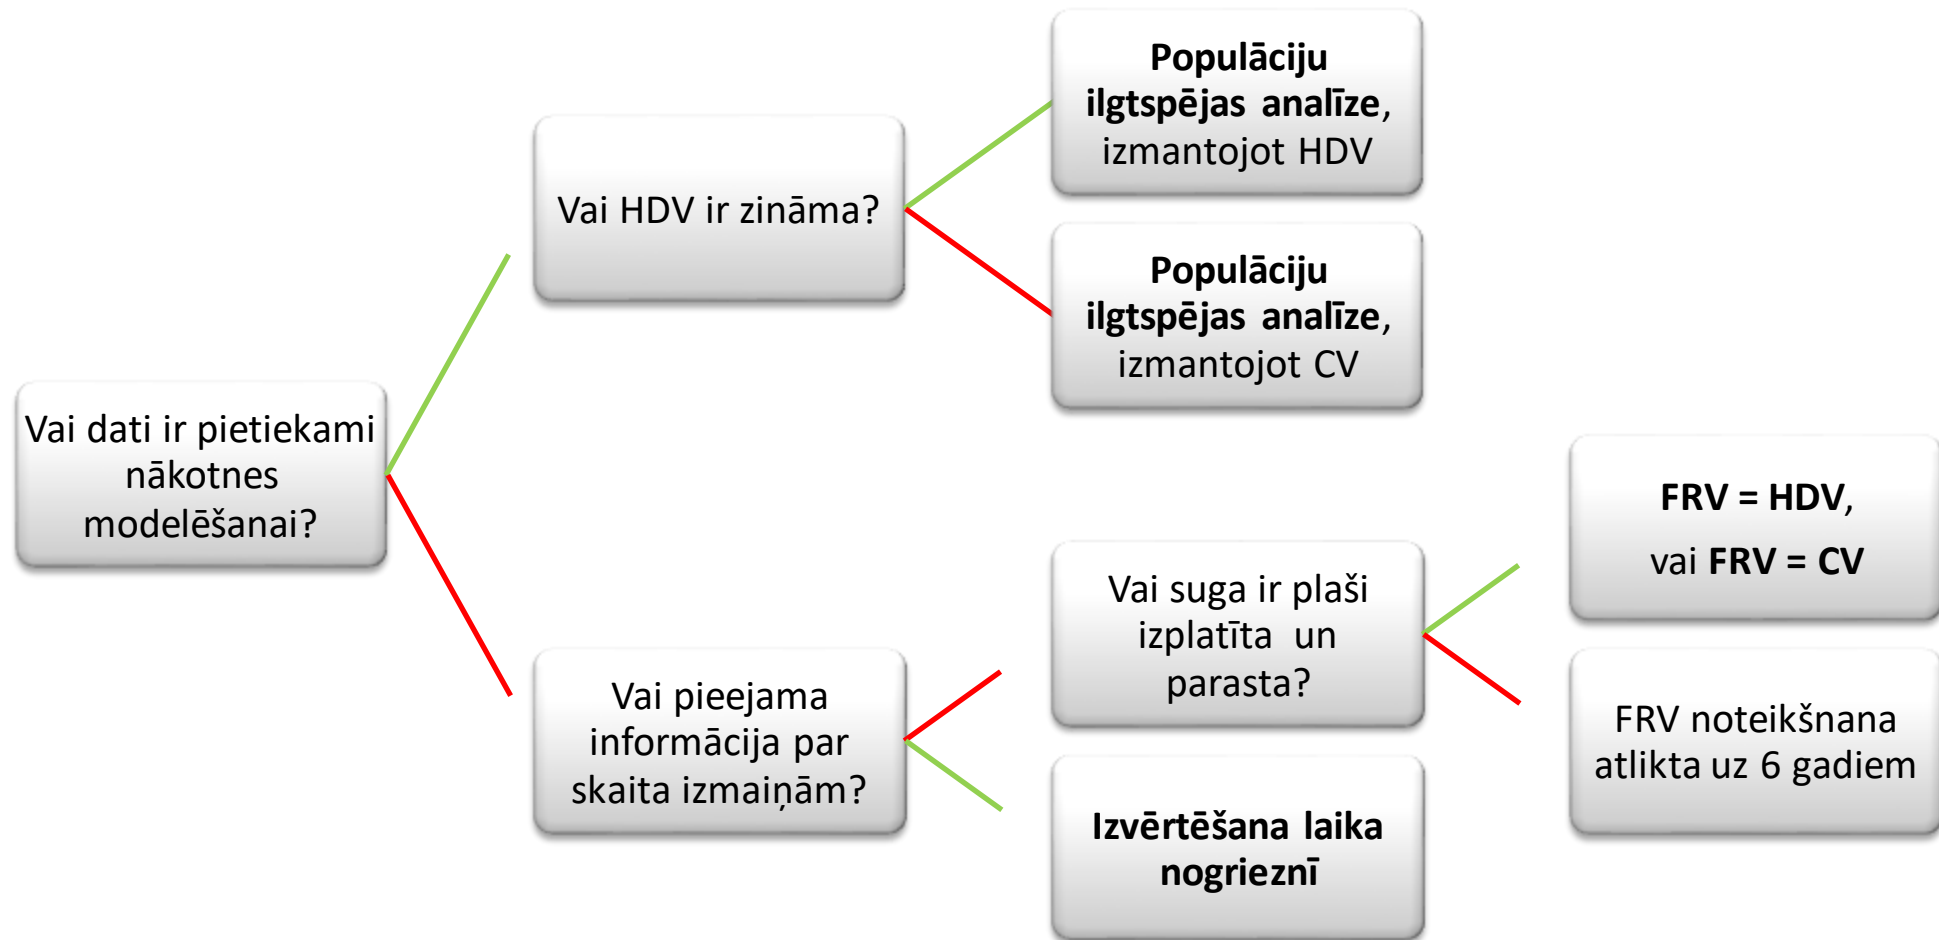 Populāciju
ilgtspējas analīze,
izmantojot HDV
Vai HDV ir zināma?
Populāciju
ilgtspējas analīze,
izmantojot CV
Vai dati ir pietiekami
nākotnes
modelēšanai?
FRV = HDV,
vai FRV = CV
Vai suga ir plaši
izplatīta un
parasta?
Vai pieejama
informācija par
skaita izmaiņām?
FRV noteikšnana
atlikta uz 6 gadiem
Izvērtēšana laika
nogrieznī